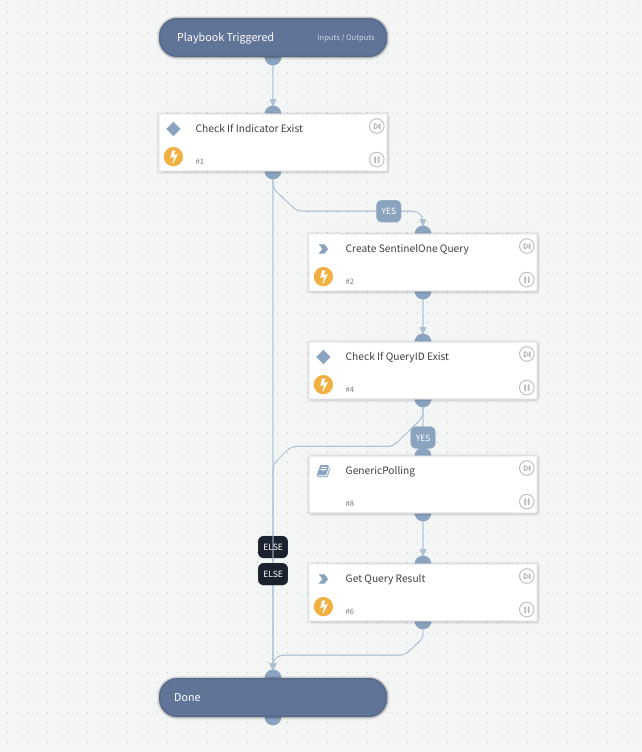 Playbook Triggered Inputs / Outputs
Check If Indicator Exist
#1
YES
Create SentinelOne Query
#2
Check If QueryID Exist
#4
YES
GenericPolling
#8
ELSE
ELSE
Get Query Result
#6
Done